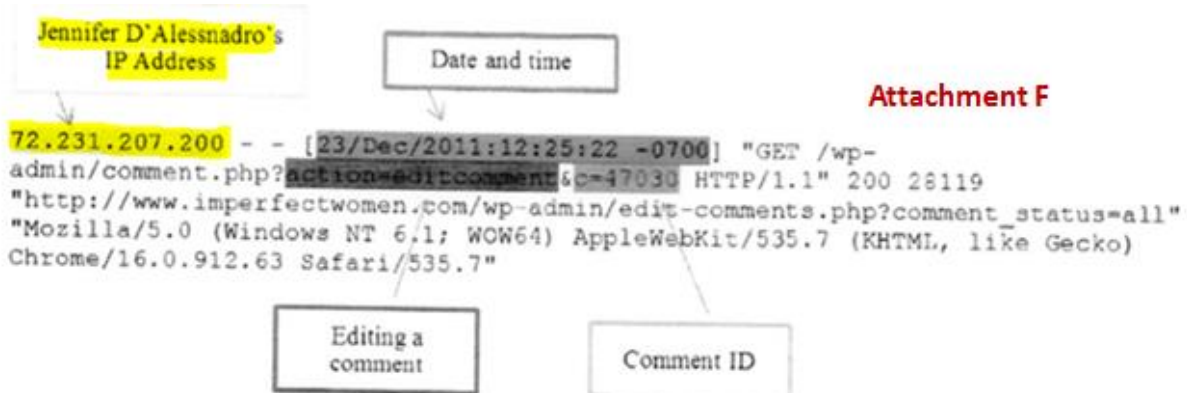 Jennifer D`Alessnadro`s
IP Address
Date and time
Attachment F
72.231.207.200 - - [23/Dec/2011:12:25:22 -0700] "GET /wp-
admin/comment.php?action=editcomment&c=47030 HTTP/1.1" 200 28119
"http://www.imperfectwomen.com/wp-admin/edit-comments.php?comment_status=all"
"Mozilla/5.0 (Windows NT 6.1; WOW64) AppleWebKit/535.7 (KHTML, like Gecko)
Chrome/16.0.912.63 Safari/535.7"
Editing a
comment
Comment ID